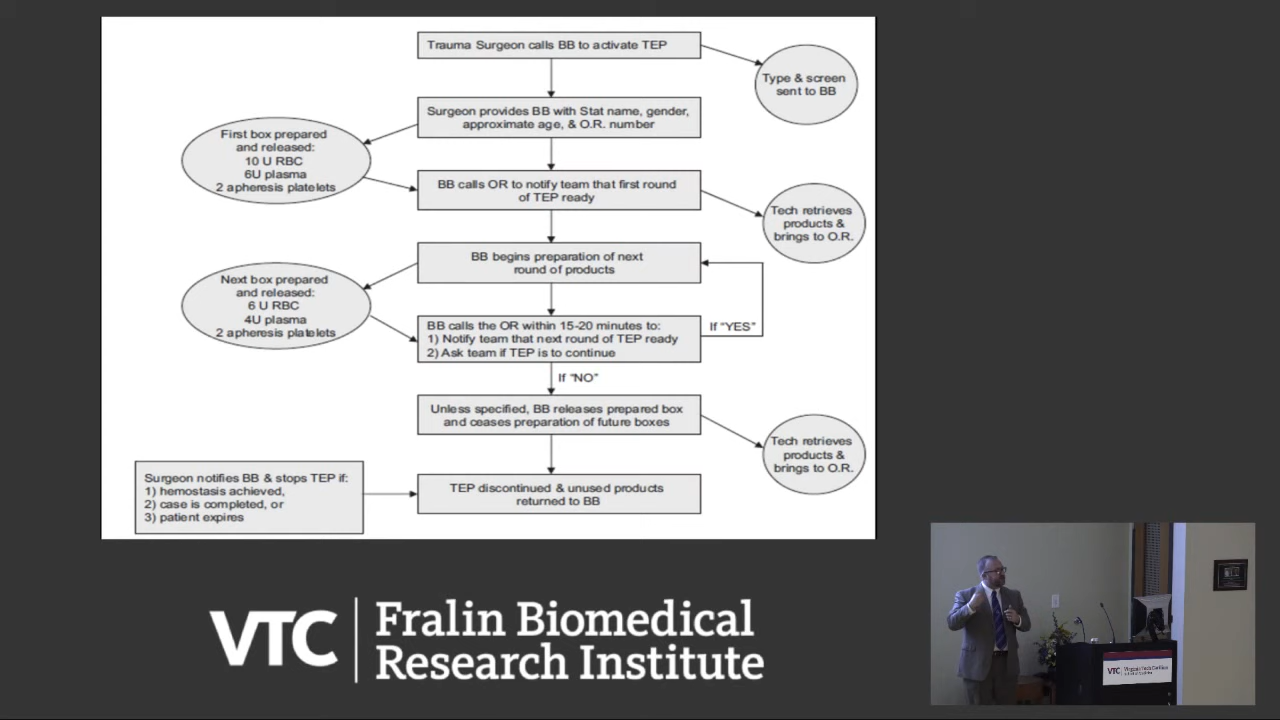 Trauma Surgeon calls BB to activate TEP
Type & screen
sent to BB
Surgeon provides BB with Stat name, gender,
approximate age, & O.R. number
First box prepared
and released:
10 U RBC
6U plasma
2 apheresis platelets
BB calls OR to notify team that first round
of TEP ready
Tech retrieves
products &
brings to O.R.
BB begins preparation of next
round of products
Next box prepared
and released:
6 U RBC
4U plasma
2 apheresis platelets
BB calls the OR within 15-20 minutes to:
1) Notify team that next round of TEP ready
2) Ask team if TEP is to continue
If "YES"
If "NO"
Unless specified, BB releases prepared box
and ceases preparation of future boxes
Tech retrieves
products &
brings to O.R.
Surgeon notifies BB & stops TEP if:
1) hemostasis achieved,
2) case is completed, or
3) patient expires
TEP discontinued & unused products
returned to BB
VTC
Fralin Biomedical
Research Institute
VTC
Virginia Tech Carilion